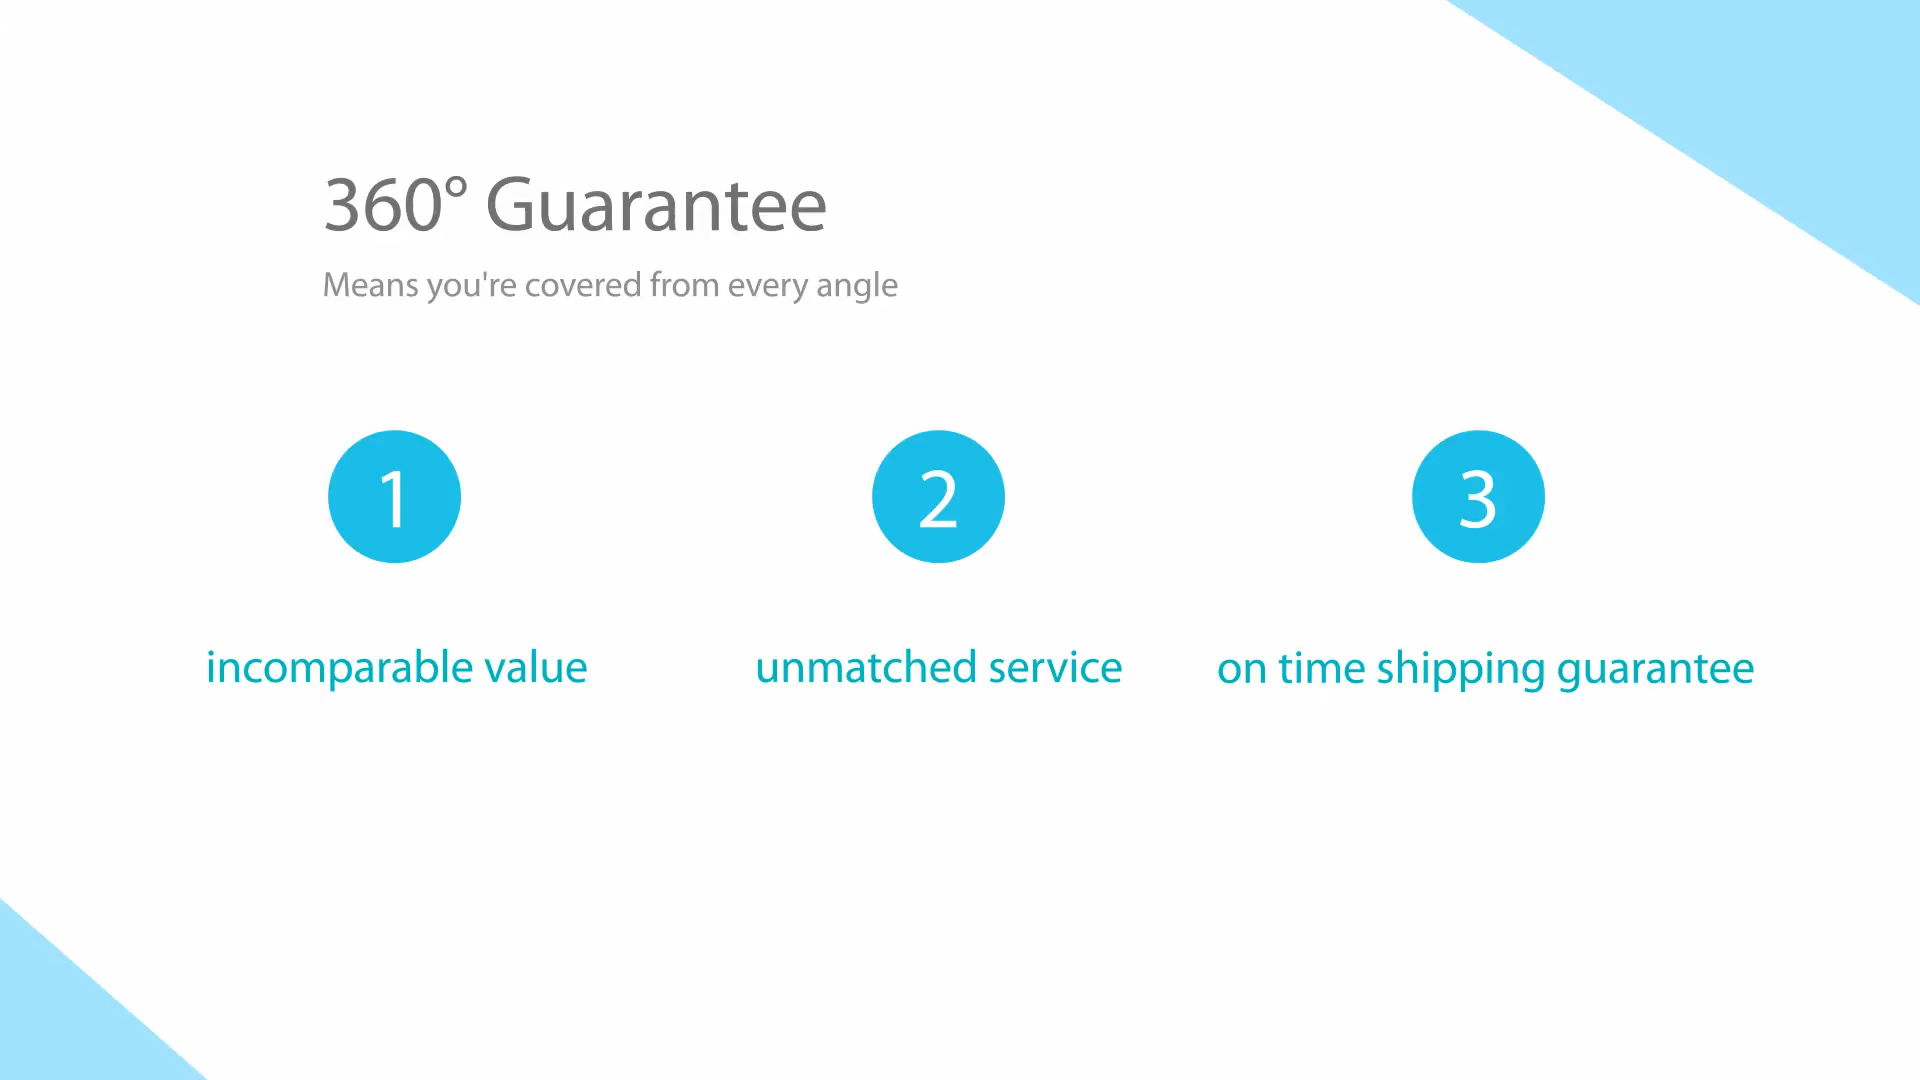 360° Guarantee
Means you're covered from every angle
1
2
3
incomparable value
unmatched service
on time shipping guarantee